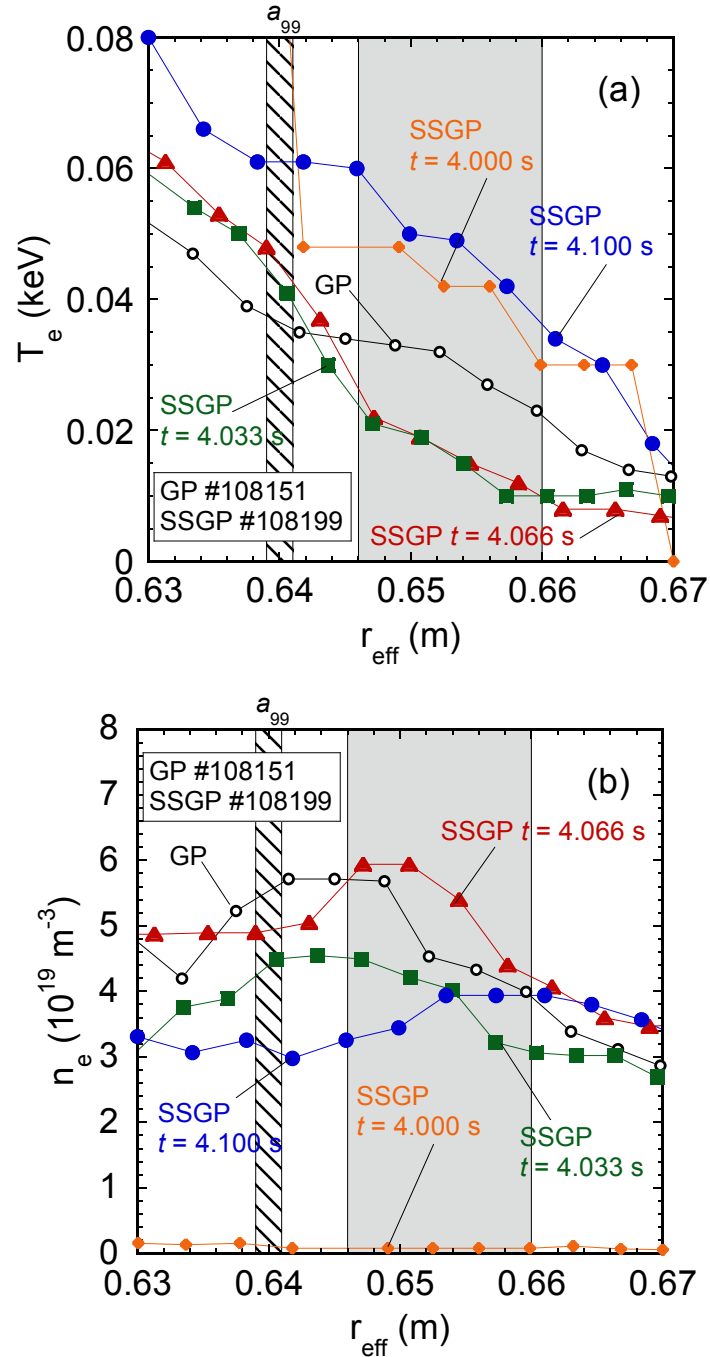 a99
0.08
(a)
SSGP
t = 4.000 s
0.06
SSGP
t = 4.100 s
Te (keV)
GP
0.04
SSGP
t = 4.033 s
0.02
GP #108151
SSGP #108199
SSGP t = 4.066 s
0
0.63 0.64 0.65 0.66 0.67
reff (m)
a99
8
GP #108151
SSGP #108199
(b)
7
SSGP t = 4.066 s
GP
6
5
ne (10^19 m^-3)
4
3
SSGP
t = 4.100 s
SSGP
t = 4.000 s
SSGP
t = 4.033 s
2
1
0
0.63 0.64 0.65 0.66 0.67
reff (m)